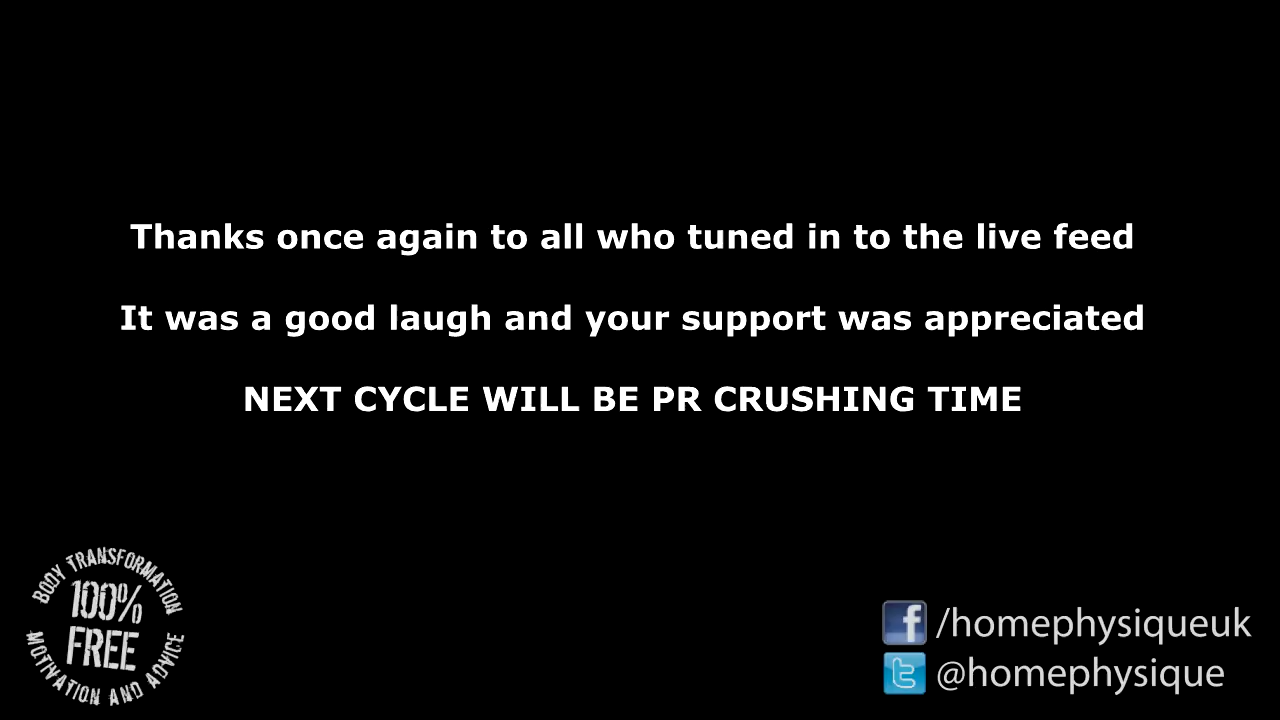 Thanks once again to all who tuned in to the live feed
It was a good laugh and your support was appreciated
NEXT CYCLE WILL BE PR CRUSHING TIME
BODY TRANSFORMATION
100%
FREE
MOTIVATION AND ADVICE
f /homephysiqueuk
t @homephysique